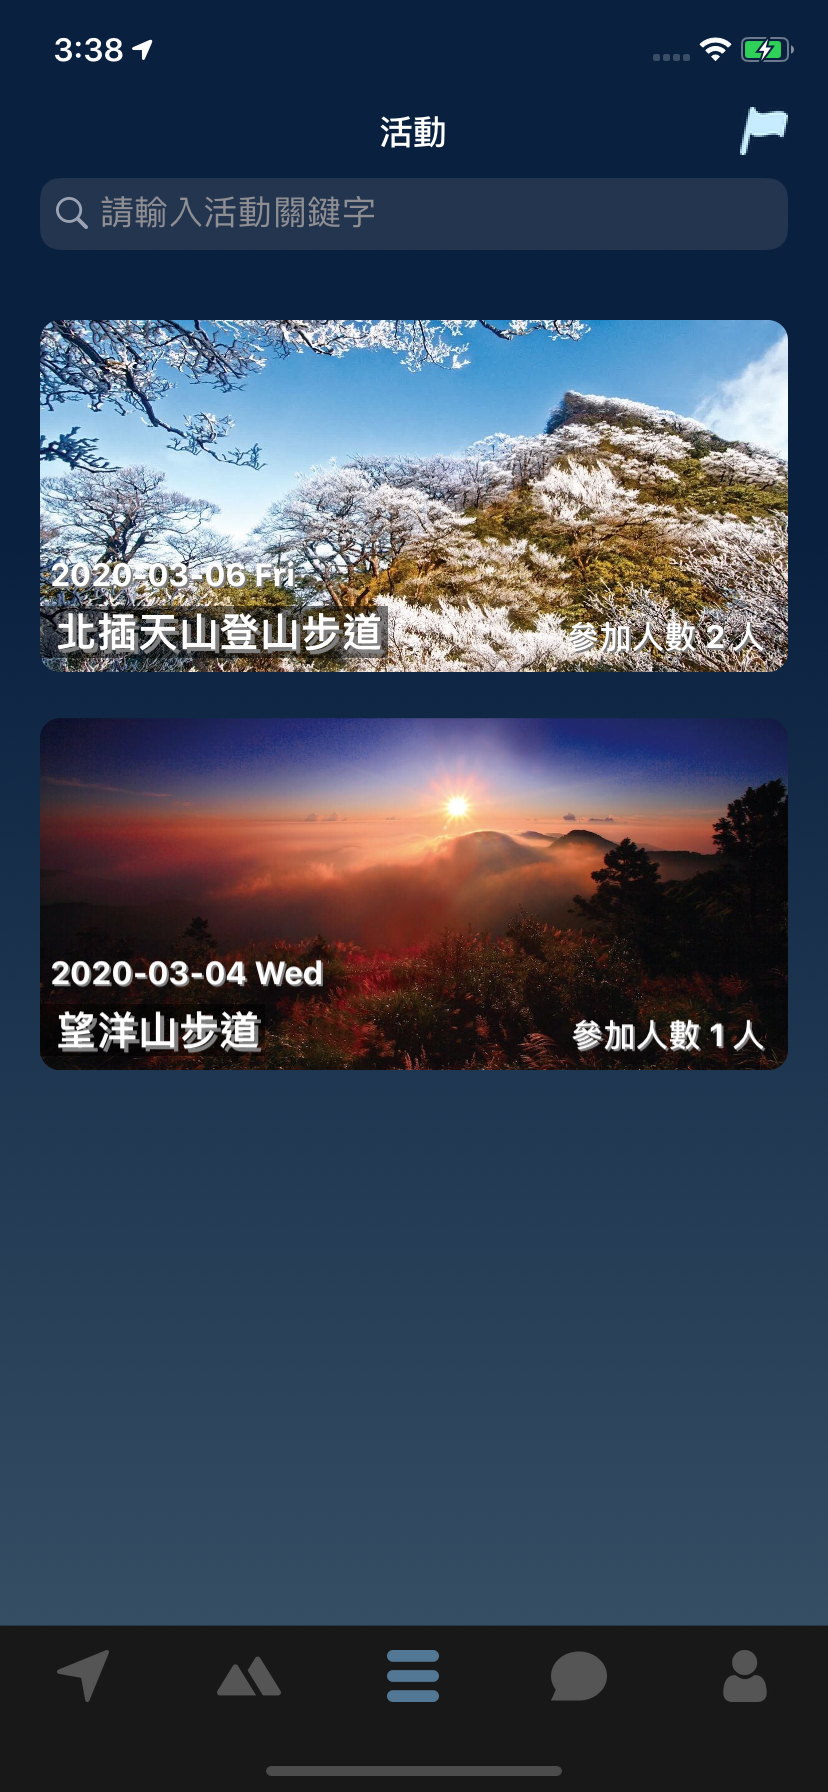 3:38
活動
請輸入活動關鍵字
2020-03-06 Fri
北插天山登山步道
參加人數 2 人
2020-03-04 Wed
望洋山步道
參加人數 1 人